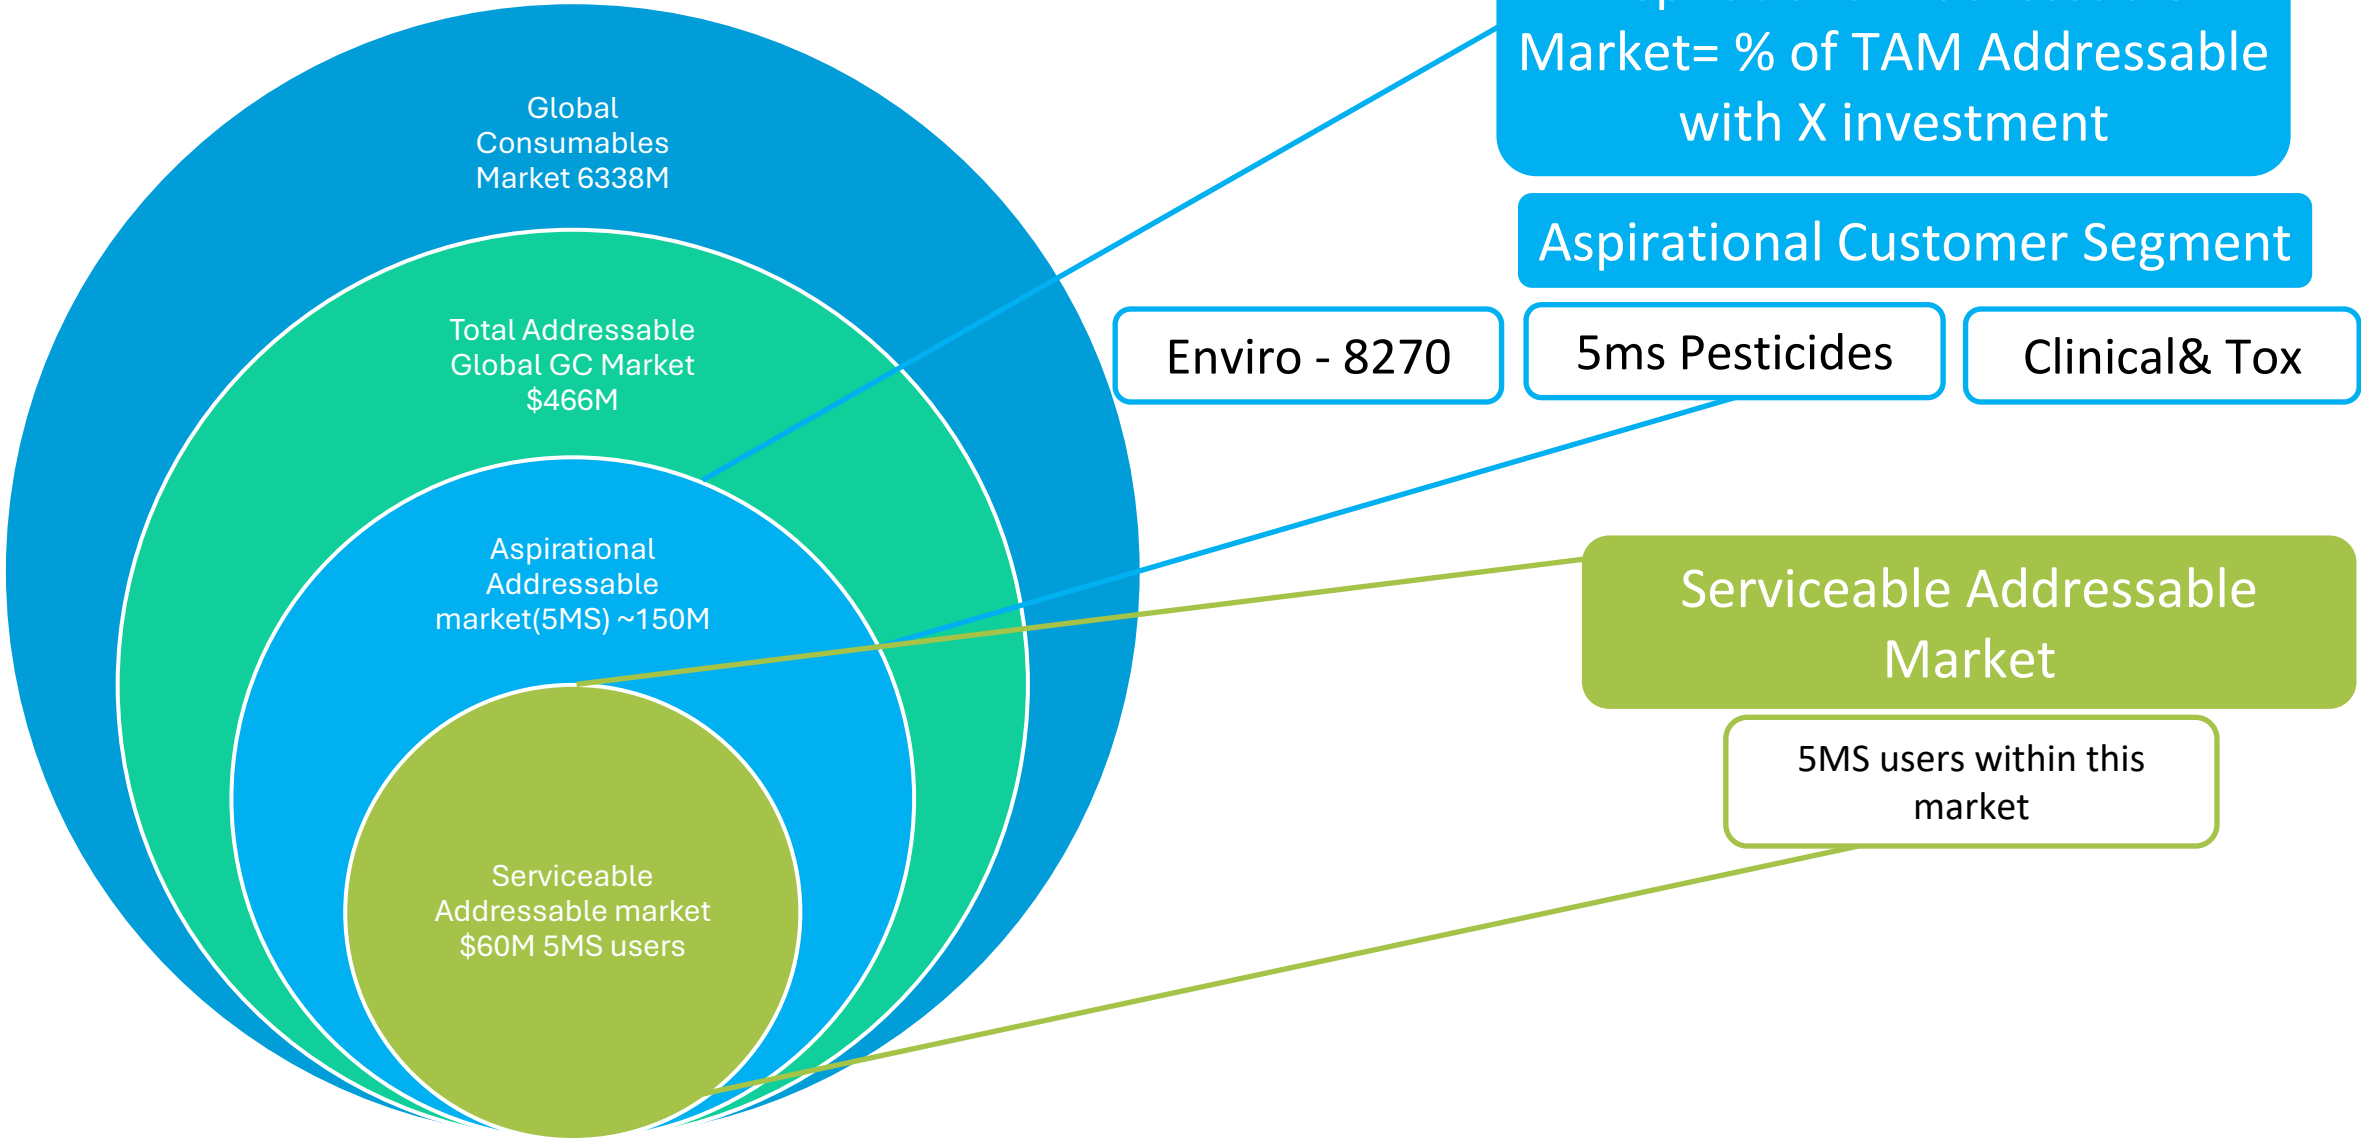 Global
Consumables
Market 6338M
Total Addressable
Global GC Market
$466M
Aspirational
Addressable
market(5MS) ~150M
Serviceable
Addressable market
$60M 5MS users
Market= % of TAM Addressable
with X investment
Aspirational Customer Segment
Enviro - 8270
5ms Pesticides
Clinical& Tox
Serviceable Addressable
Market
5MS users within this
market